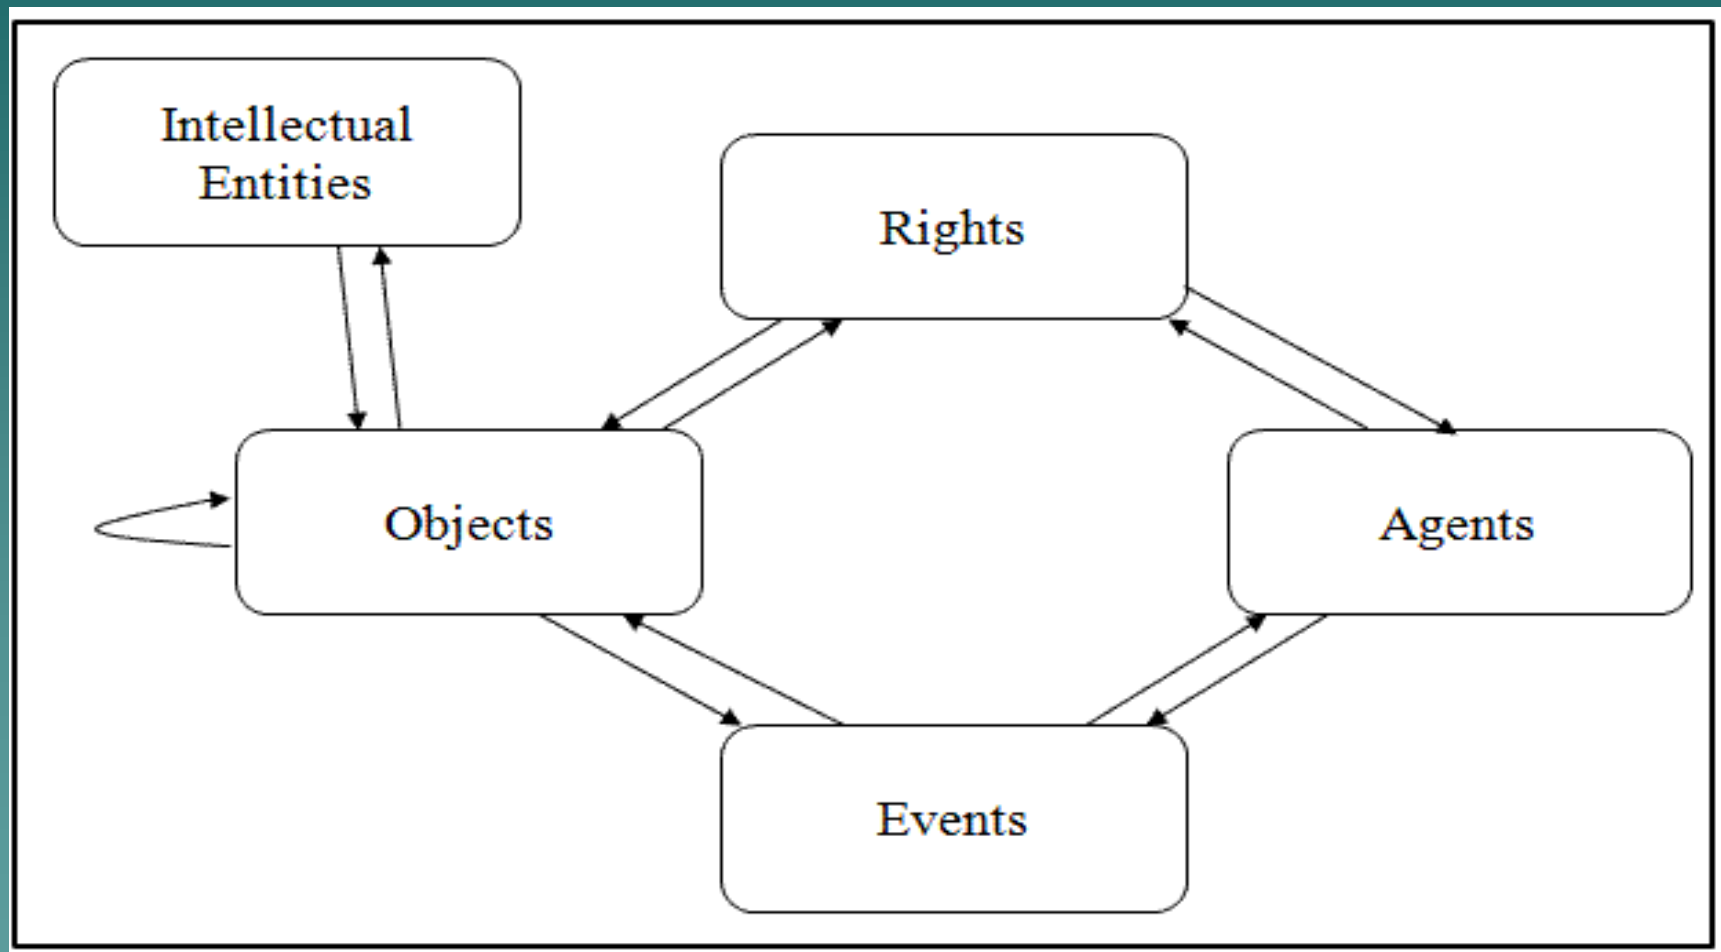 Intellectual
Entities
Rights
Objects
Agents
Events